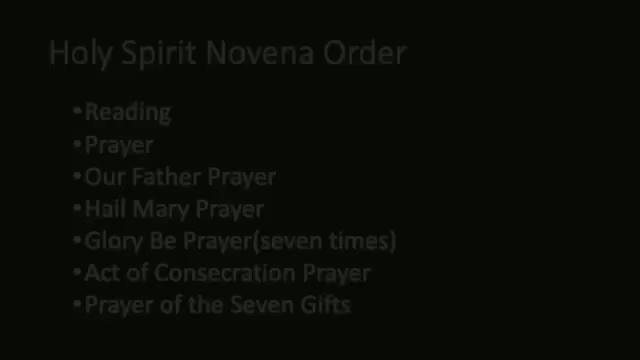 Holy Spirit Novena Order
•Reading
•Prayer
•Our Father Prayer
•Hail Mary Prayer
•Glory Be Prayer(seven times)
•Act of Consecration Prayer
•Prayer of the Seven Gifts